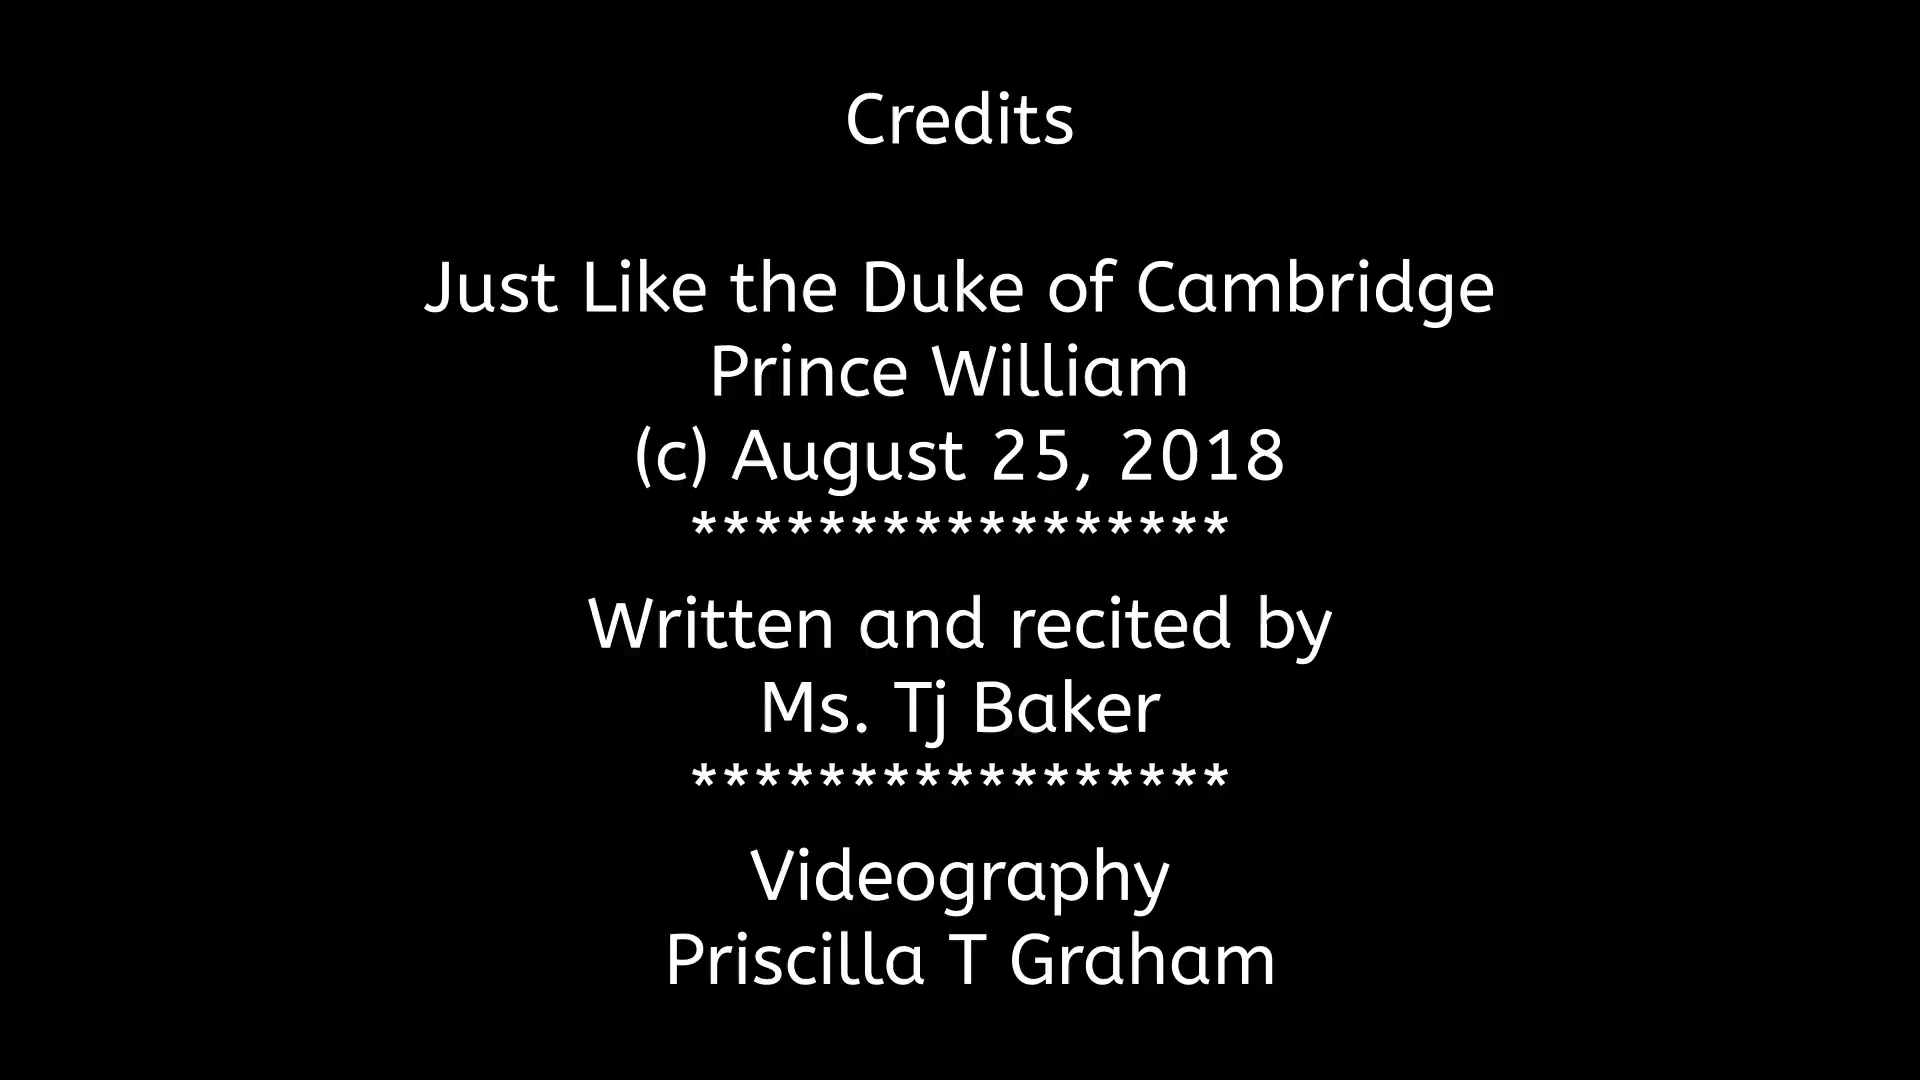 Credits
Just Like the Duke of Cambridge
Prince William
(c) August 25, 2018
*****************
Written and recited by
Ms. Tj Baker
*****************
Videography
Priscilla T Graham